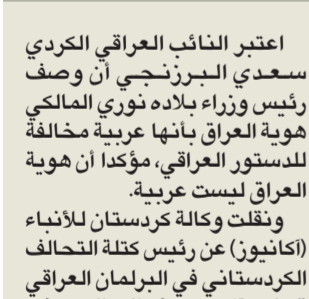 اعتبر النائب العراقي الكردي
سعدي البرزنجي أن وصف
رئيس وزراء بلاده نوري المالكي
هوية العراق بأنها عربية مخالفة
للدستور العراقي، مؤكدا أن هوية
العراق ليست عربية.
ونقلت وكالة كردستان للأنباء
(آكانيوز) عن رئيس كتلة التحالف
الكردستاني في البرلمان العراقي